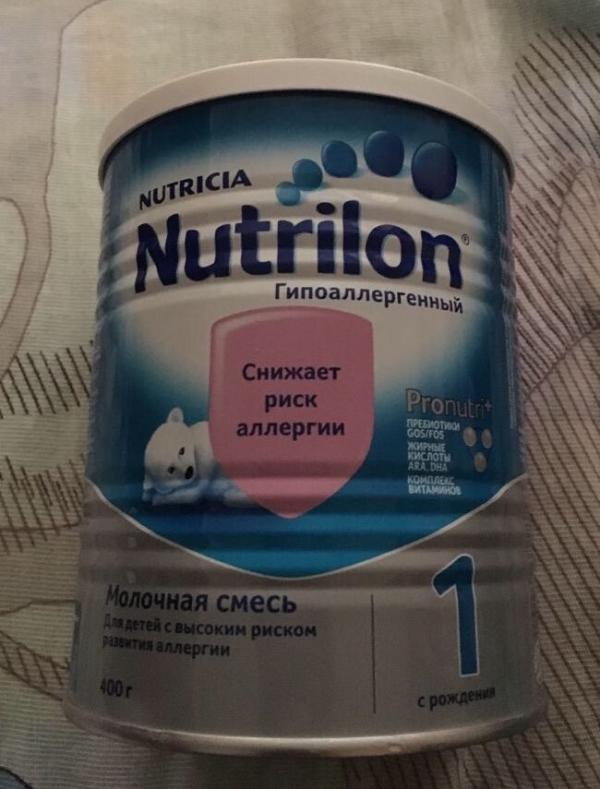 NUTRICIA
Nutrilon®
Гипоаллергенный
Снижает
риск
аллергии
Pronutri+
ПРЕБИОТИКИ
GOS/FOS
ЖИРНЫЕ
КИСЛОТЫ
ARA, DHA
КОМПЛЕКС
ВИТАМИНОВ
Молочная смесь
Для детей с высоким риском
развития аллергии
400 г
1
с рождения